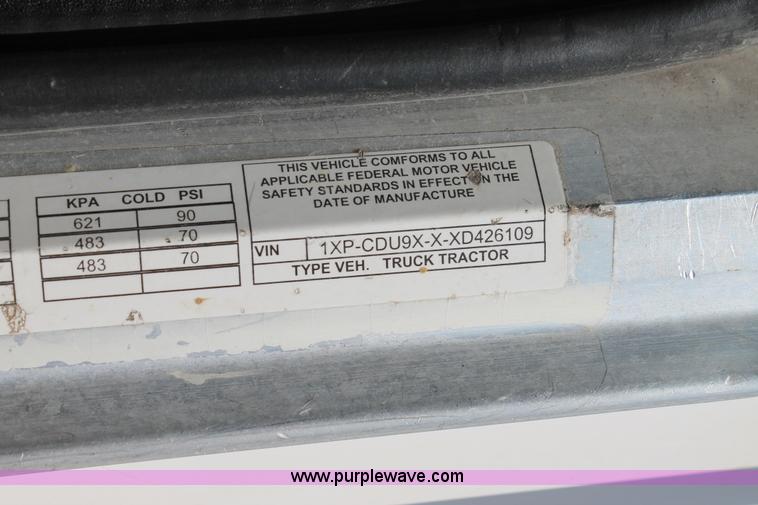 KPA COLD PSI
621 90
483 70
483 70
THIS VEHICLE COMFORMS TO ALL
APPLICABLE FEDERAL MOTOR VEHICLE
SAFETY STANDARDS IN EFFECT ON THE
DATE OF MANUFACTURE
VIN 1XP-CDU9X-X-XD426109
TYPE VEH. TRUCK TRACTOR
www.purplewave.com